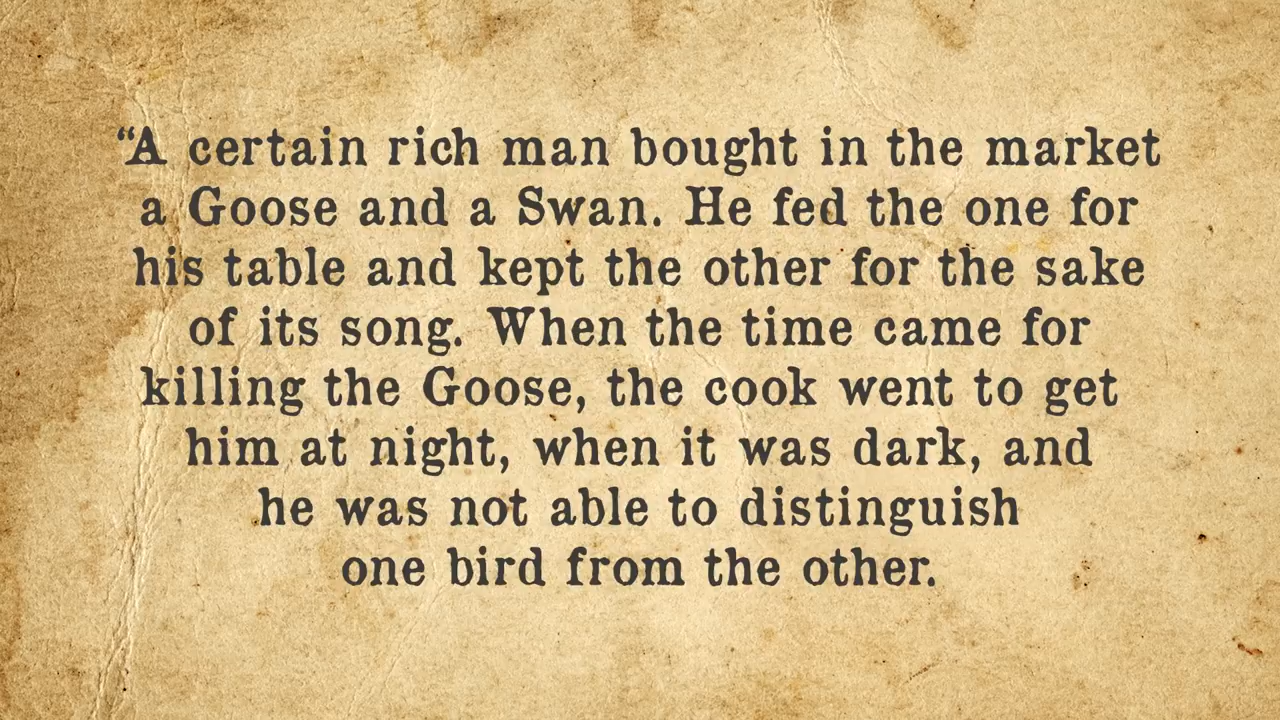 “A certain rich man bought in the market
a Goose and a Swan. He fed the one for
his table and kept the other for the sake
of its song. When the time came for
killing the Goose, the cook went to get
him at night, when it was dark, and
he was not able to distinguish
one bird from the other.